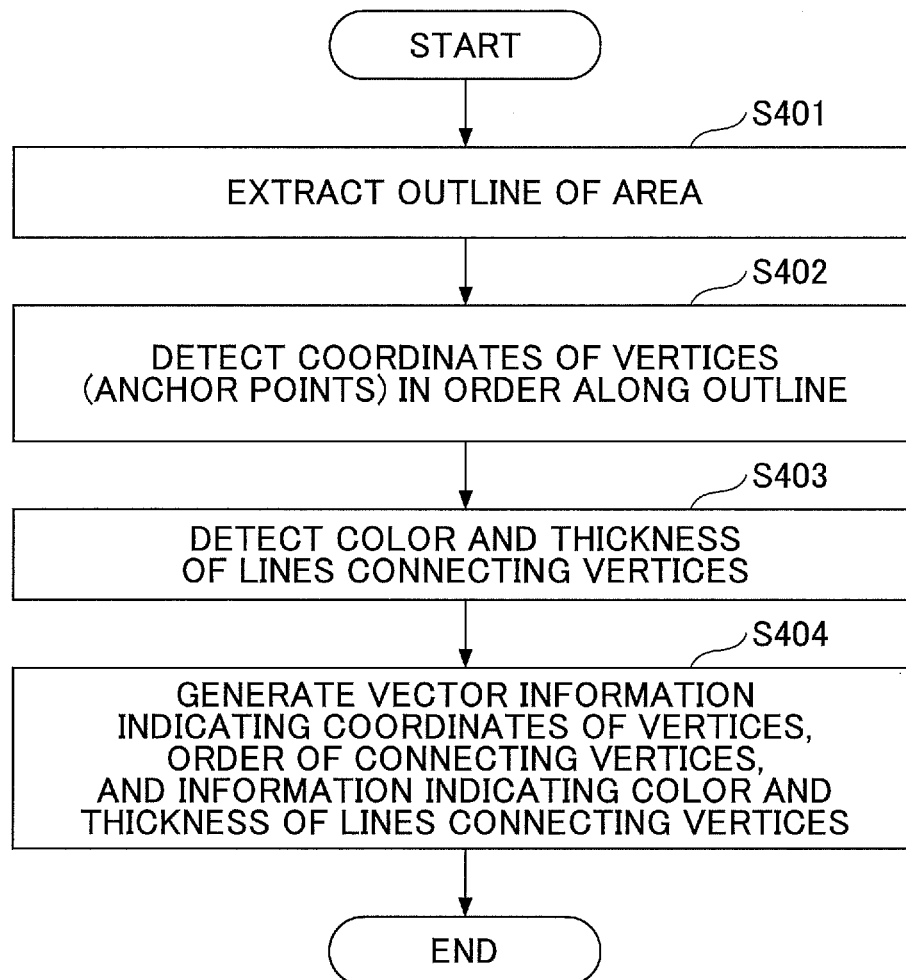 START
S401
EXTRACT OUTLINE OF AREA
S402
DETECT COORDINATES OF VERTICES
(ANCHOR POINTS) IN ORDER ALONG OUTLINE
S403
DETECT COLOR AND THICKNESS
OF LINES CONNECTING VERTICES
S404
GENERATE VECTOR INFORMATION
INDICATING COORDINATES OF VERTICES,
ORDER OF CONNECTING VERTICES,
AND INFORMATION INDICATING COLOR AND
THICKNESS OF LINES CONNECTING VERTICES
END